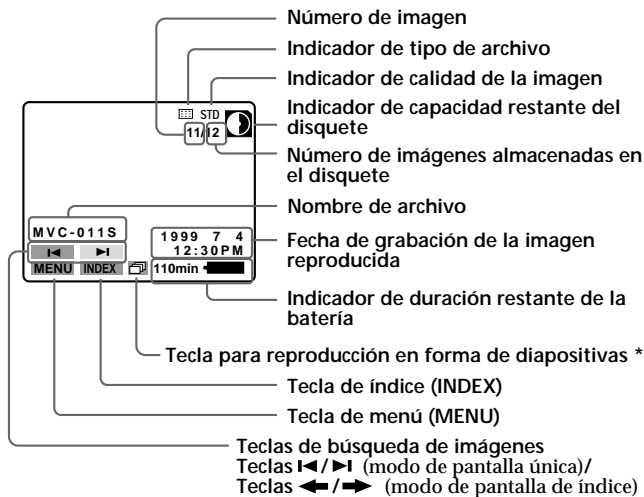 Número de imagen
Indicador de tipo de archivo
Indicador de calidad de la imagen
Indicador de capacidad restante del
disquete
Número de imágenes almacenadas en
el disquete
Nombre de archivo
Fecha de grabación de la imagen
reproducida
Indicador de duración restante de la
batería
Tecla para reproducción en forma de diapositivas *
Tecla de índice (INDEX)
Tecla de menú (MENU)
Teclas de búsqueda de imágenes
Teclas / (modo de pantalla única)/
Teclas / (modo de pantalla de índice)
STD
11/12
MVC-011S
1999 7 4
12:30PM
MENU INDEX 110min